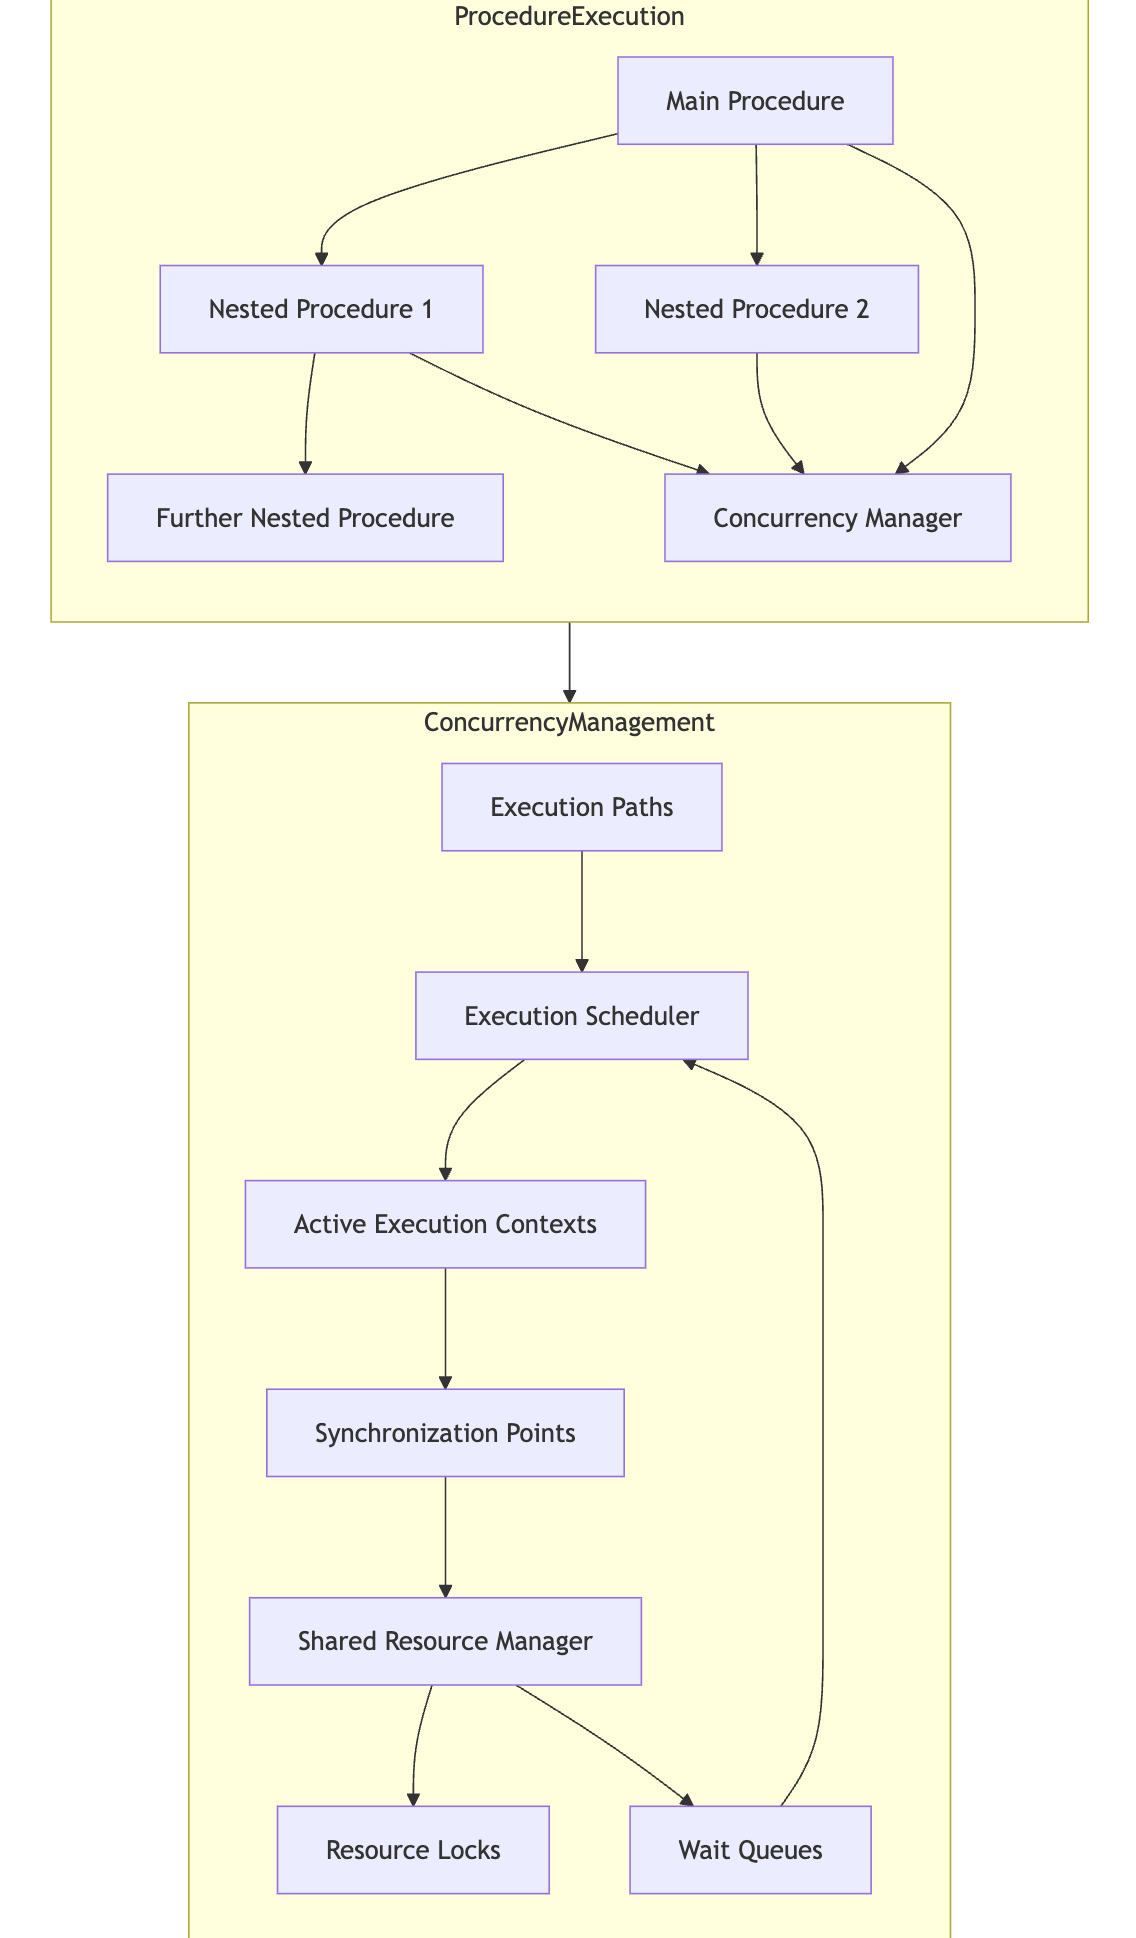 ProcedureExecution
Main Procedure
Nested Procedure 1
Nested Procedure 2
Further Nested Procedure
Concurrency Manager
ConcurrencyManagement
Execution Paths
Execution Scheduler
Active Execution Contexts
Synchronization Points
Shared Resource Manager
Resource Locks
Wait Queues